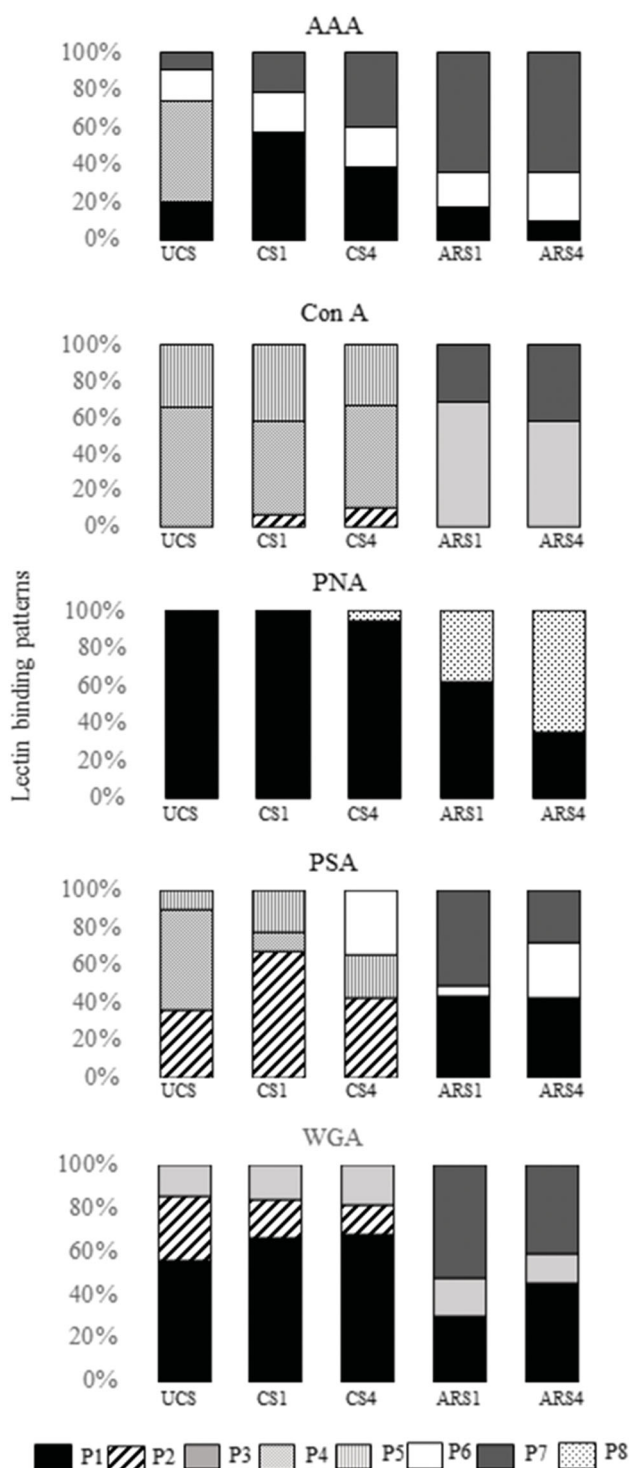 AAA
100%
80%
60%
40%
20%
0%
UCS CS1 CS4 ARS1 ARS4
Con A
100%
80%
60%
40%
20%
0%
UCS CS1 CS4 ARS1 ARS4
Lectin binding patterns
PNA
100%
80%
60%
40%
20%
0%
UCS CS1 CS4 ARS1 ARS4
PSA
100%
80%
60%
40%
20%
0%
UCS CS1 CS4 ARS1 ARS4
WGA
100%
80%
60%
40%
20%
0%
UCS CS1 CS4 ARS1 ARS4
P1 P2 P3 P4 P5 P6 P7 P8